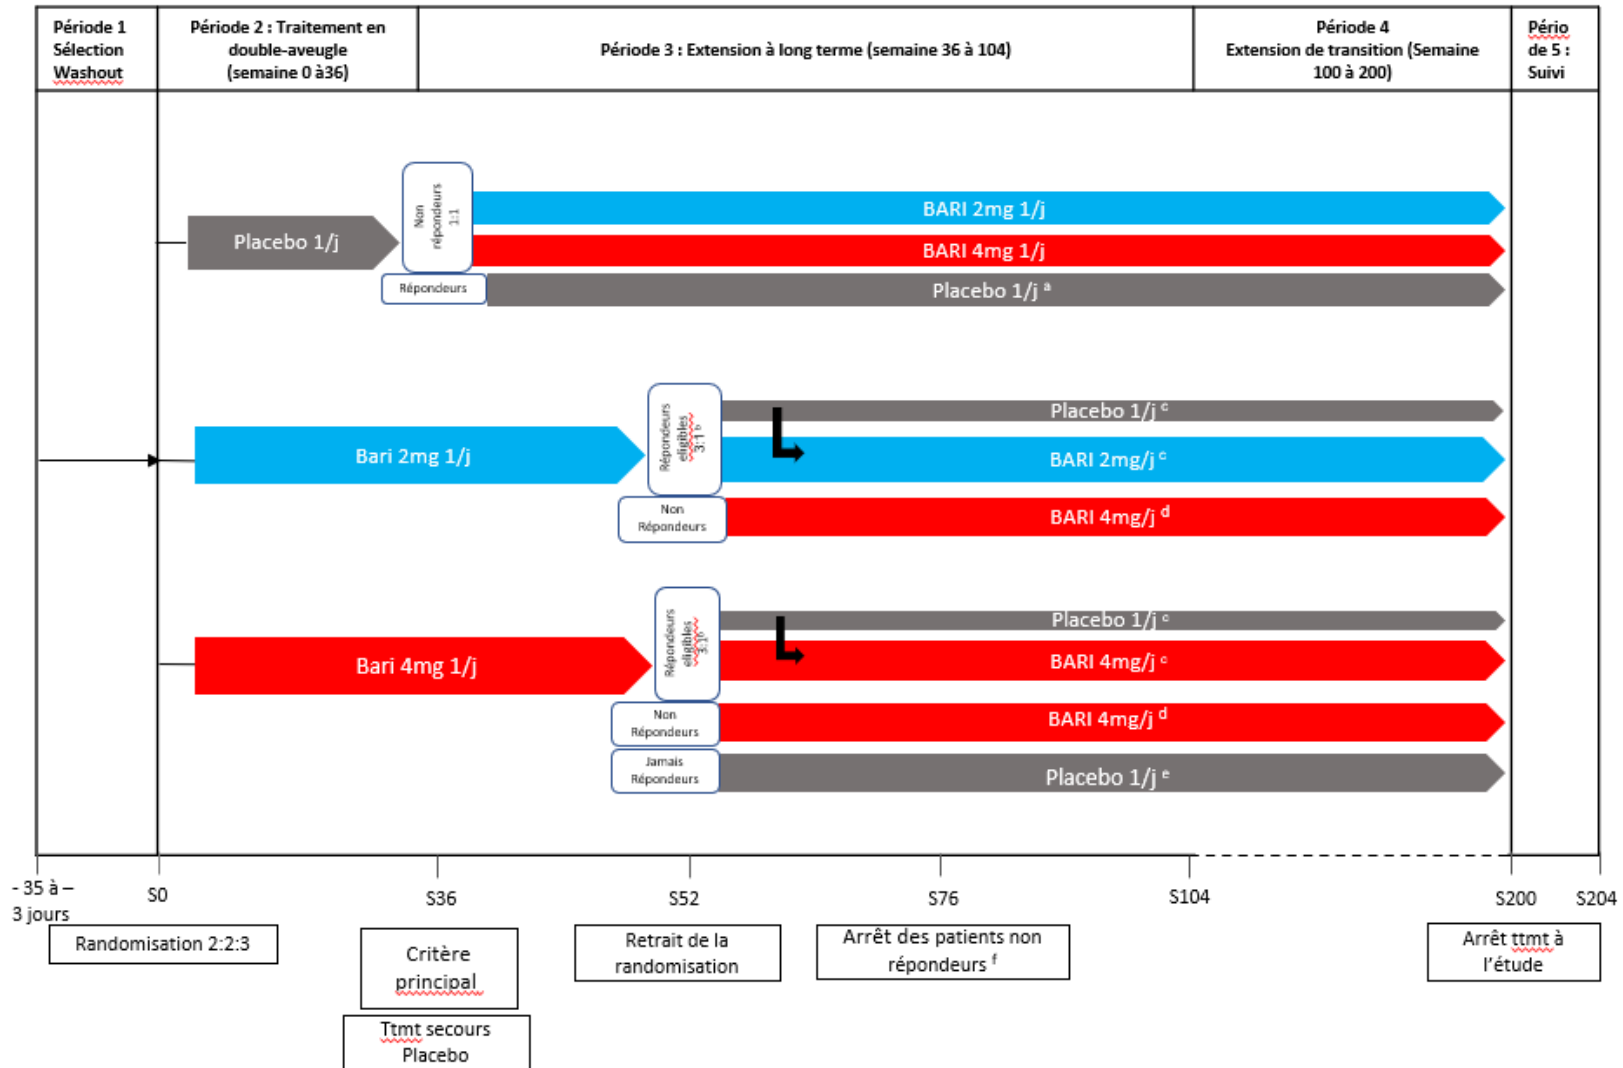 Période 1
Sélection
Washout
Période 2 : Traitement en
double-aveugle
(semaine 0 à36)
Période 3 : Extension à long terme (semaine 36 à 104)
Période 4
Extension de transition (Semaine
100 à 200)
Pério
de 5 :
Suivi
Placebo 1/j
Non
répondeurs
1:1
Répondeurs
BARI 2mg 1/j
BARI 4mg 1/j
Placebo 1/j a
Bari 2mg 1/j
Répondeurs
eligibles
3:1 b
Non
Répondeurs
Placebo 1/j c
BARI 2mg/j c
BARI 4mg/j d
Bari 4mg 1/j
Répondeurs
eligibles
3:1b
Non
Répondeurs
Jamais
Répondeurs
Placebo 1/j c
BARI 4mg/j c
BARI 4mg/j d
Placebo 1/j e
- 35 à –
3 jours
S0
S36
S52
S76
S104
S200
S204
Randomisation 2:2:3
Critère
principal
Ttmt secours
Placebo
Retrait de la
randomisation
Arrêt des patients non
répondeurs f
Arrêt ttmt à
l’étude